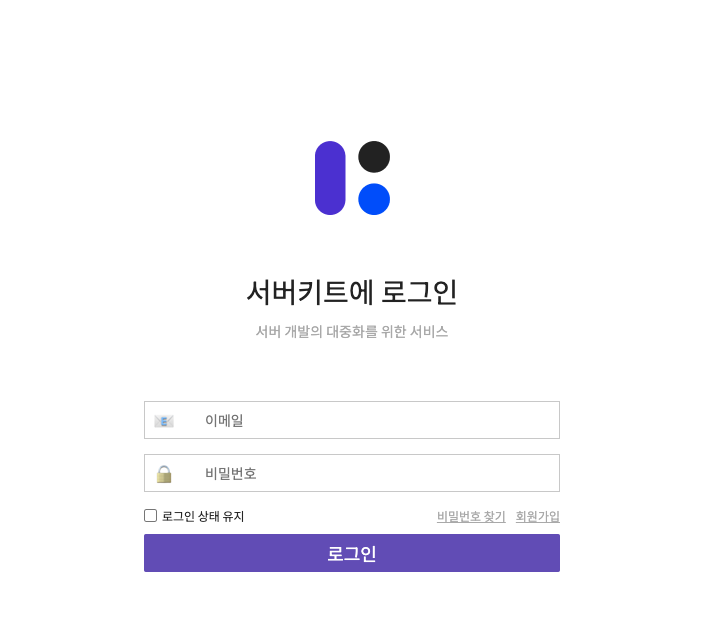 서버키트에 로그인
서버 개발의 대중화를 위한 서비스
이메일
비밀번호
로그인 상태 유지 비밀번호 찾기 회원가입
로그인